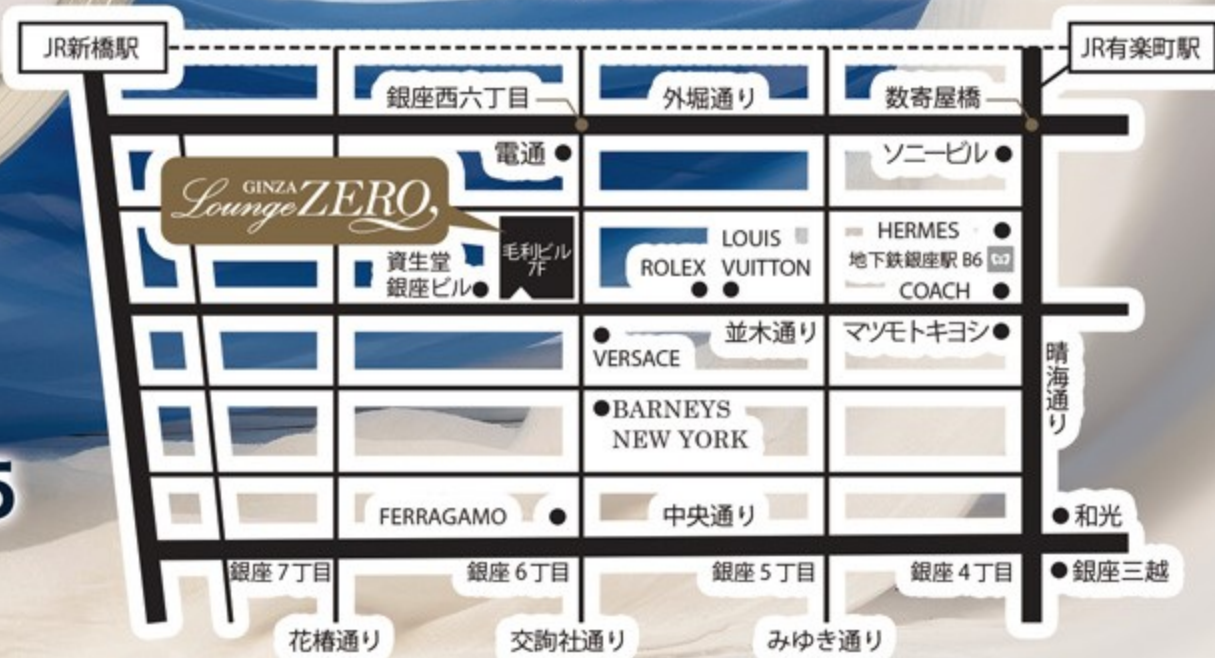 JR新橋駅
JR有楽町駅
銀座西六丁目
外堀通り
数寄屋橋
電通
ソニービル
GINZA
Lounge ZERO,
毛利ビル
7F
資生堂
銀座ビル
ROLEX
LOUIS
VUITTON
HERMES
地下鉄銀座駅 B6
COACH
VERSACE
並木通り
マツモトキヨシ
晴海通り
BARNEYS
NEW YORK
5
FERRAGAMO
中央通り
和光
銀座7丁目
銀座6丁目
銀座5丁目
銀座4丁目
銀座三越
花椿通り
交詢社通り
みゆき通り